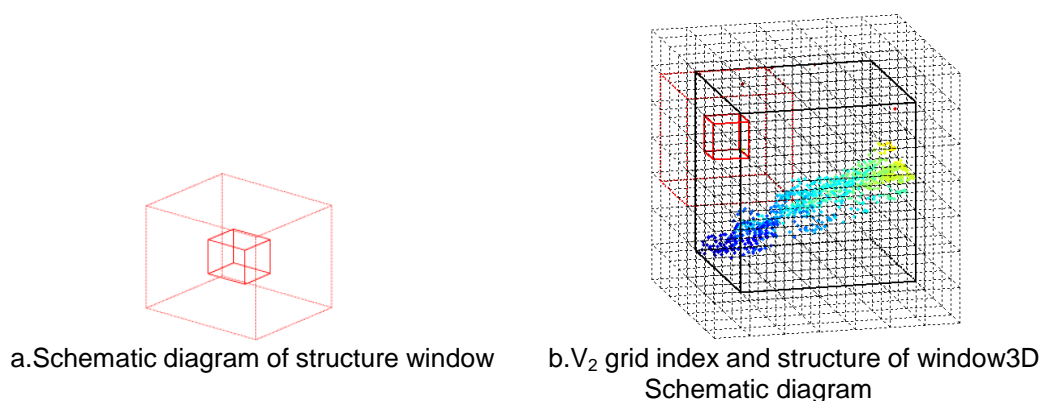 a.Schematic diagram of structure window
b.V₂ grid index and structure of window3D
Schematic diagram